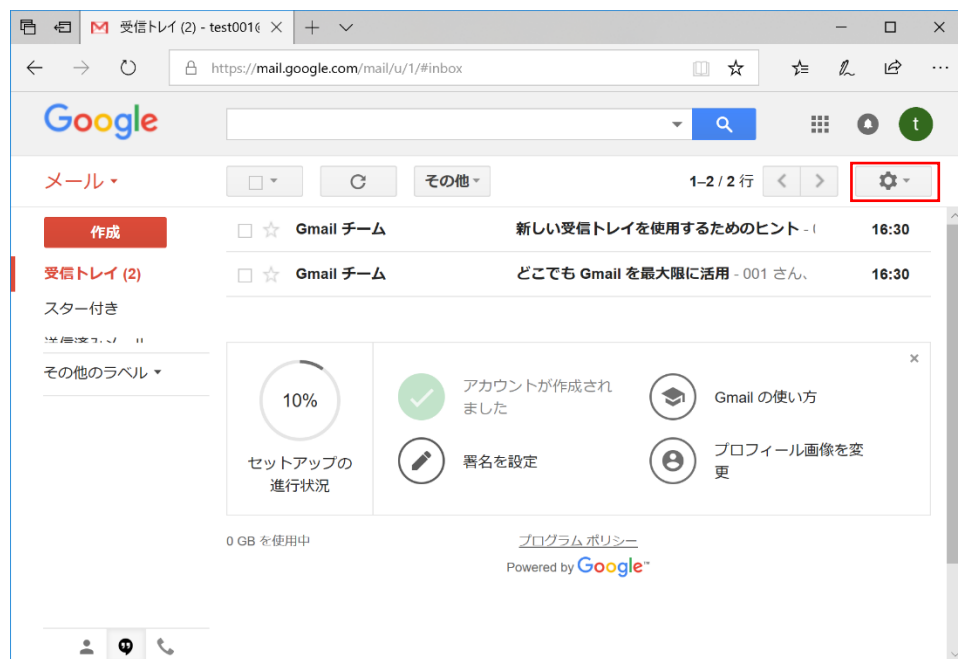 受信トレイ (2) - test001@
https://mail.google.com/mail/u/1/#inbox
Google
t
メール
その他
1–2 / 2 行
作成
Gmail チーム 新しい受信トレイを使用するためのヒント - ( 16:30
受信トレイ (2)
Gmail チーム どこでも Gmail を最大限に活用 - 001 さん、 16:30
スター付き
送信済みメール
その他のラベル
10%
セットアップの
進行状況
アカウントが作成され
ました
Gmail の使い方
署名を設定
プロフィール画像を変
更
0 GB を使用中
プログラム ポリシー
Powered by Google™